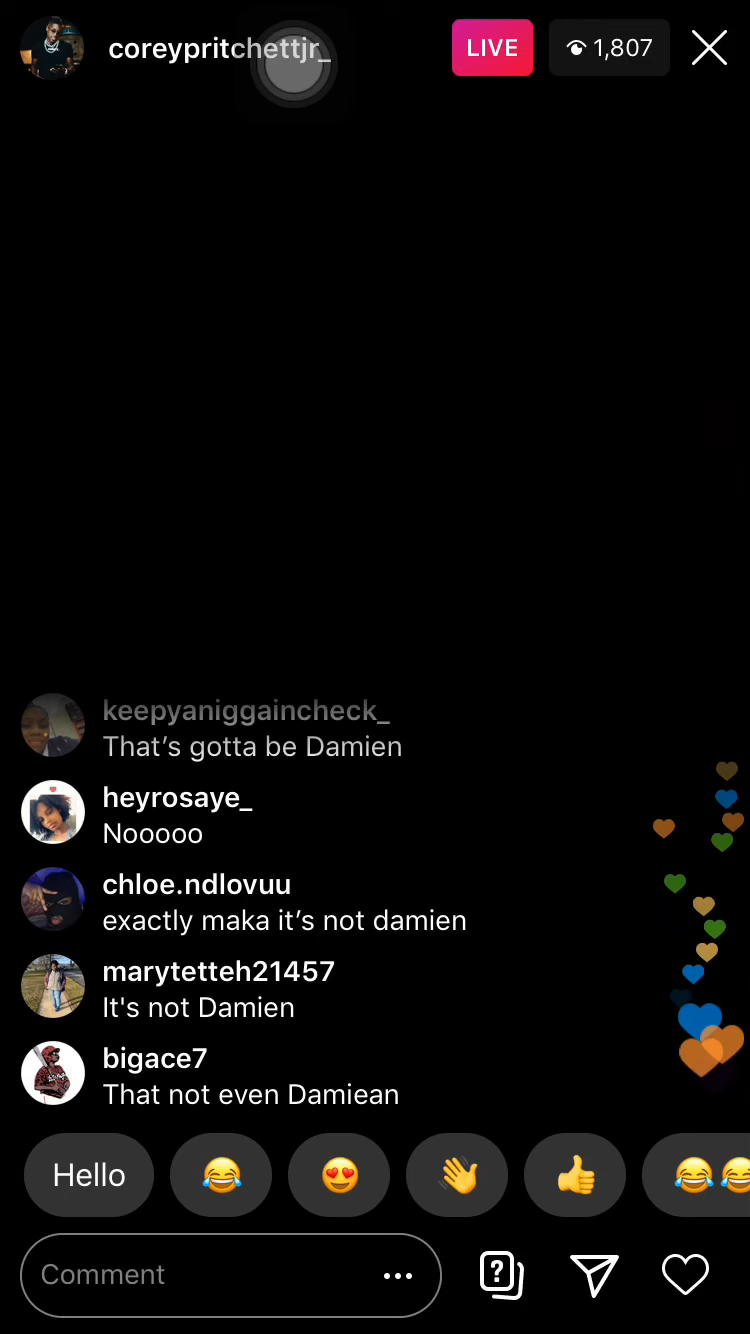 coreypritchettjr_
LIVE
1,807
keepyaniggaincheck_
That’s gotta be Damien
heyrosaye_
Nooooo
chloe.ndlovuu
exactly maka it’s not damien
marytetteh21457
It's not Damien
bigace7
That not even Damiean
Hello
Comment